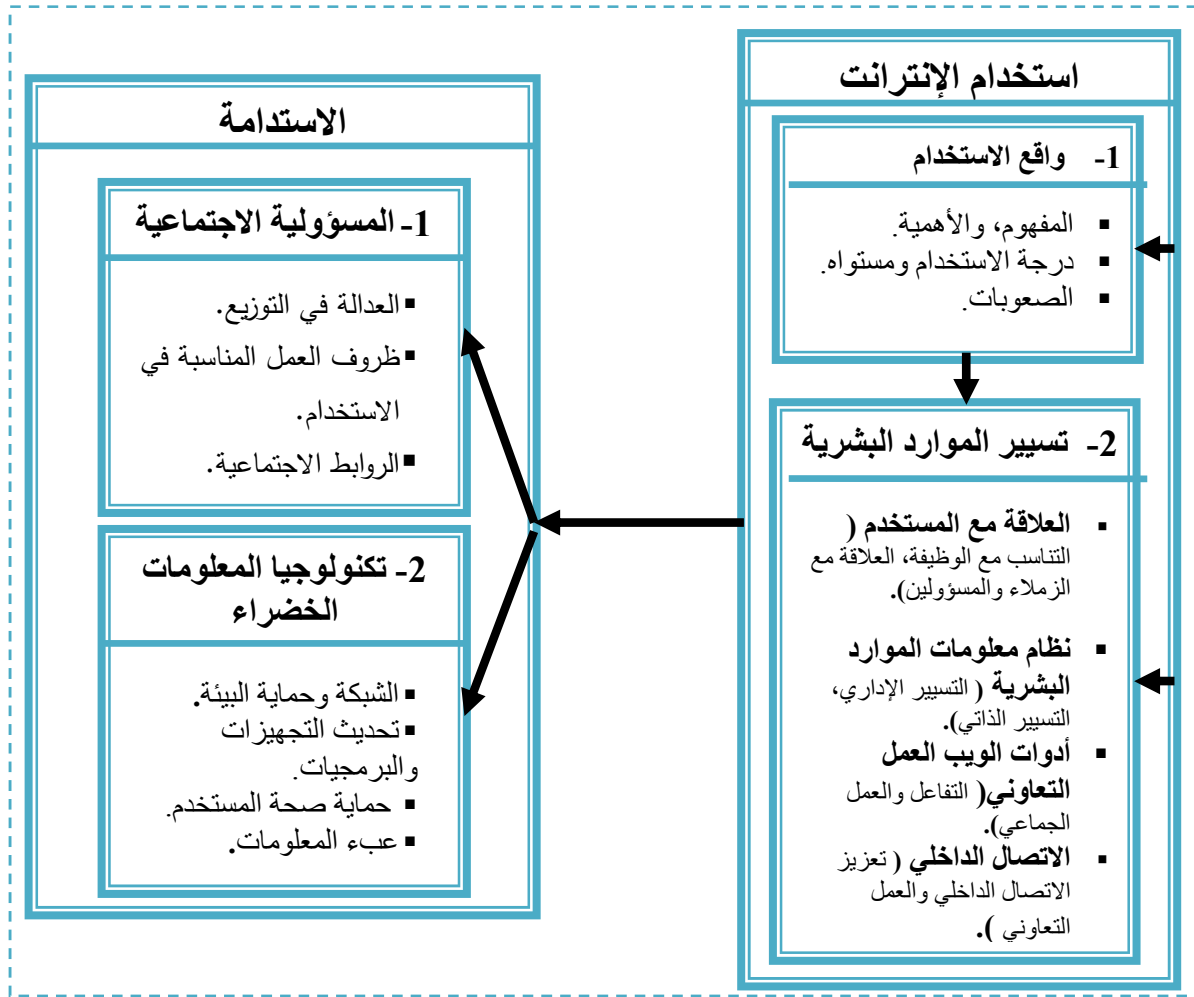 استخدام الإنترانت
1- واقع الاستخدام
▪ المفهوم، والأهمية.
▪ درجة الاستخدام ومستواه.
▪ الصعوبات.
2- تسيير الموارد البشرية
▪ العلاقة مع المستخدم (
التناسب مع الوظيفة، العلاقة مع
الزملاء والمسؤولين).
▪ نظام معلومات الموارد
البشرية ( التسيير الإداري،
التسيير الذاتي).
▪ أدوات الويب العمل
التعاوني( التفاعل والعمل
الجماعي).
▪ الاتصال الداخلي ( تعزيز
الاتصال الداخلي والعمل
التعاوني ).
الاستدامة
1- المسؤولية الاجتماعية
▪ العدالة في التوزيع.
▪ ظروف العمل المناسبة في
الاستخدام.
▪ الروابط الاجتماعية.
2- تكنولوجيا المعلومات
الخضراء
▪ الشبكة وحماية البيئة.
▪ تحديث التجهيزات
والبرمجيات.
▪ حماية صحة المستخدم.
▪ عبء المعلومات.